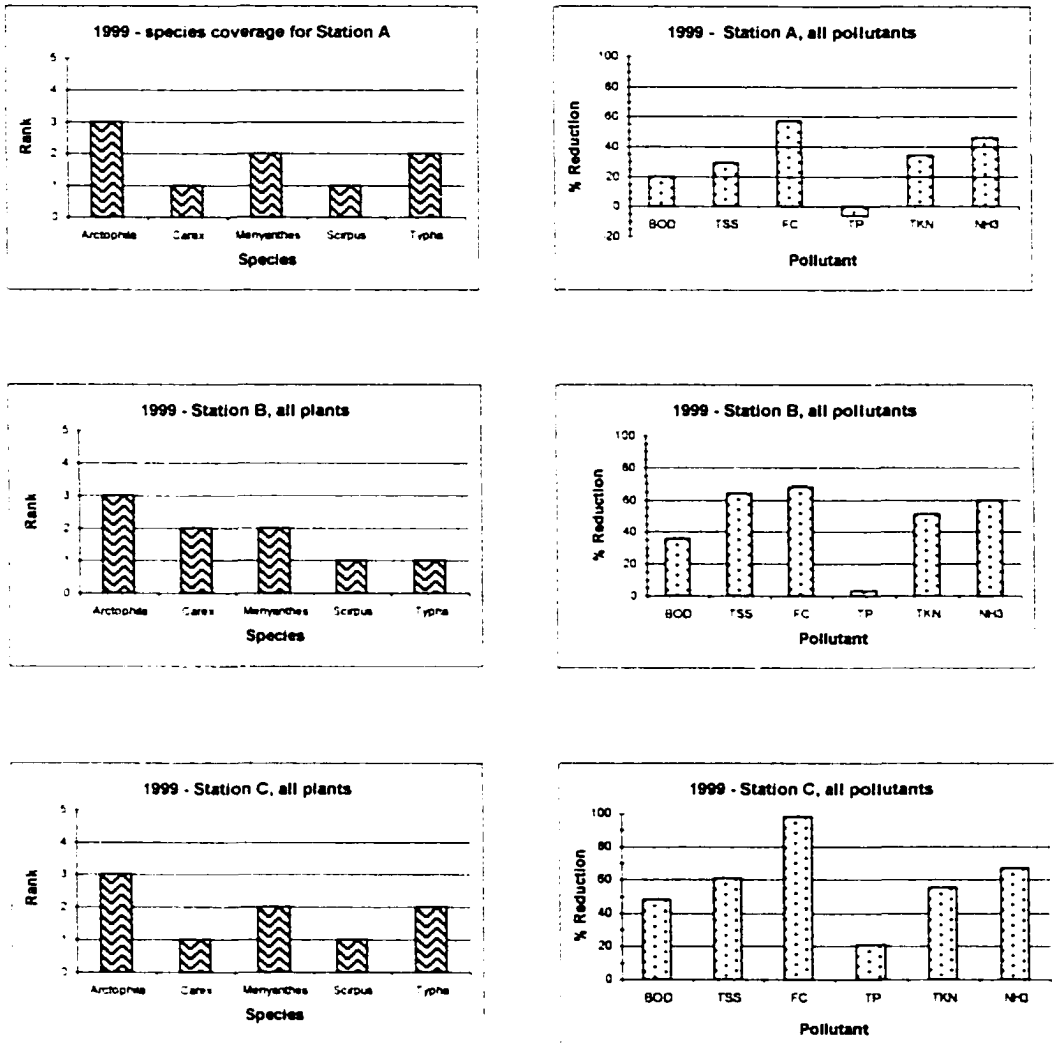 1999 - species coverage for Station A
5
4
3
2
1
0
Rank
Arctophila Carex Menyanthes Scirpus Typha
Species
1999 - Station A, all pollutants
100
80
60
40
20
0
20
% Reduction
BOD TSS FC TP TKN NH3
Pollutant
1999 - Station B, all plants
5
4
3
2
1
0
Rank
Arctophila Carex Menyanthes Scirpus Typha
Species
1999 - Station B, all pollutants
100
80
60
40
20
0
% Reduction
BOD TSS FC TP TKN NH3
Pollutant
1999 - Station C, all plants
5
4
3
2
1
0
Rank
Arctophila Carex Menyanthes Scirpus Typha
Species
1999 - Station C, all pollutants
100
80
60
40
20
0
% Reduction
BOD TSS FC TP TKN NH3
Pollutant